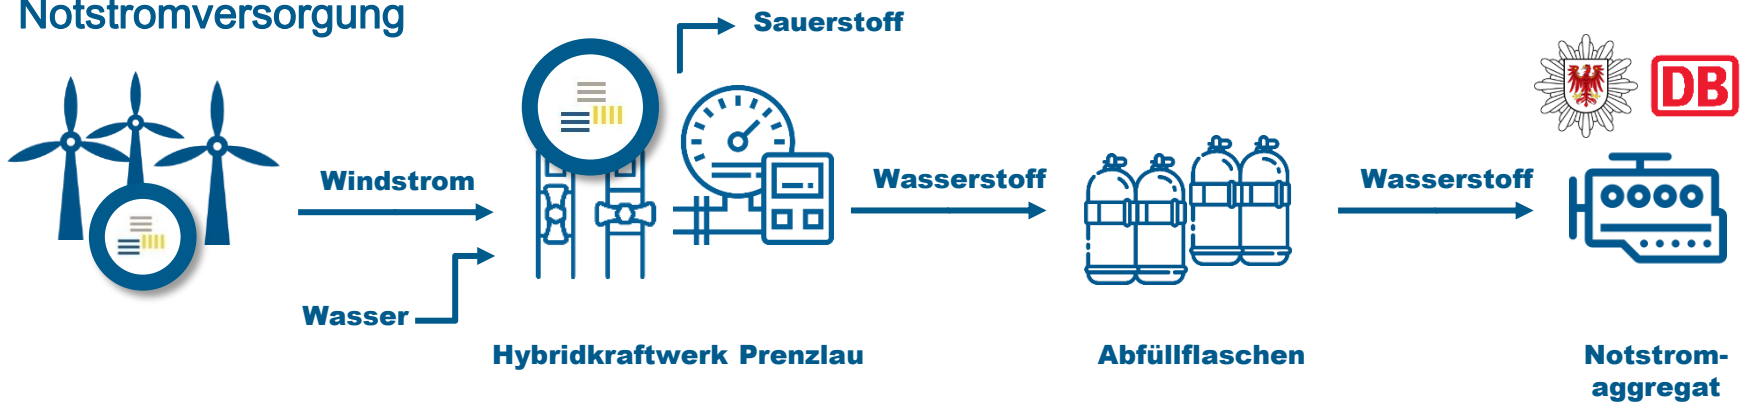 Notstromversorgung
Sauerstoff
DB
Windstrom
Wasserstoff
Wasserstoff
Wasser
Hybridkraftwerk Prenzlau
Abfüllflaschen
Notstrom-
aggregat